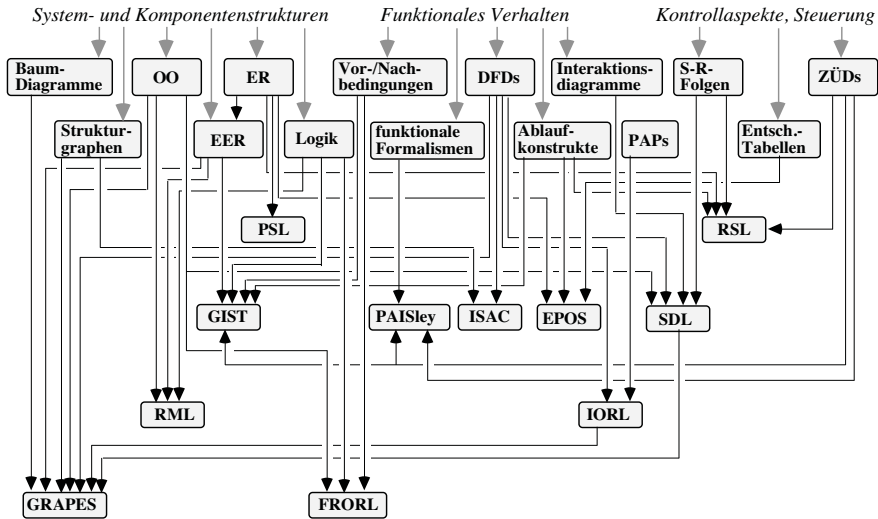 System- und Komponentenstrukturen Funktionales Verhalten Kontrollaspekte, Steuerung
Baum-
Diagramme
OO
ER
Vor-/Nach-
bedingungen
DFDs
Interaktions-
diagramme
S-R-
Folgen
ZÜDs
Struktur-
graphen
EER
Logik
funktionale
Formalismen
Ablauf-
konstrukte
PAPs
Entsch.-
Tabellen
PSL
RSL
GIST
PAISley
ISAC
EPOS
SDL
RML
IORL
GRAPES
FRORL